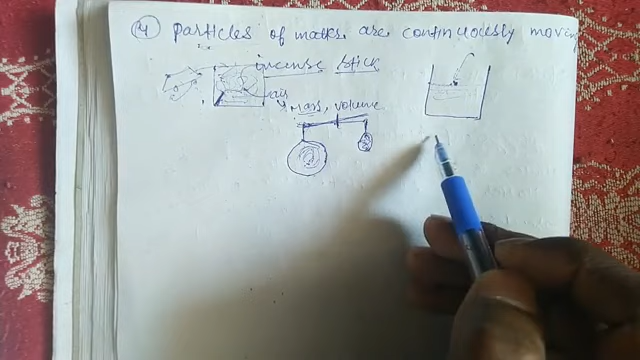 ④ Particles of matter are continuously moving
incense stick
air
Mass, volume